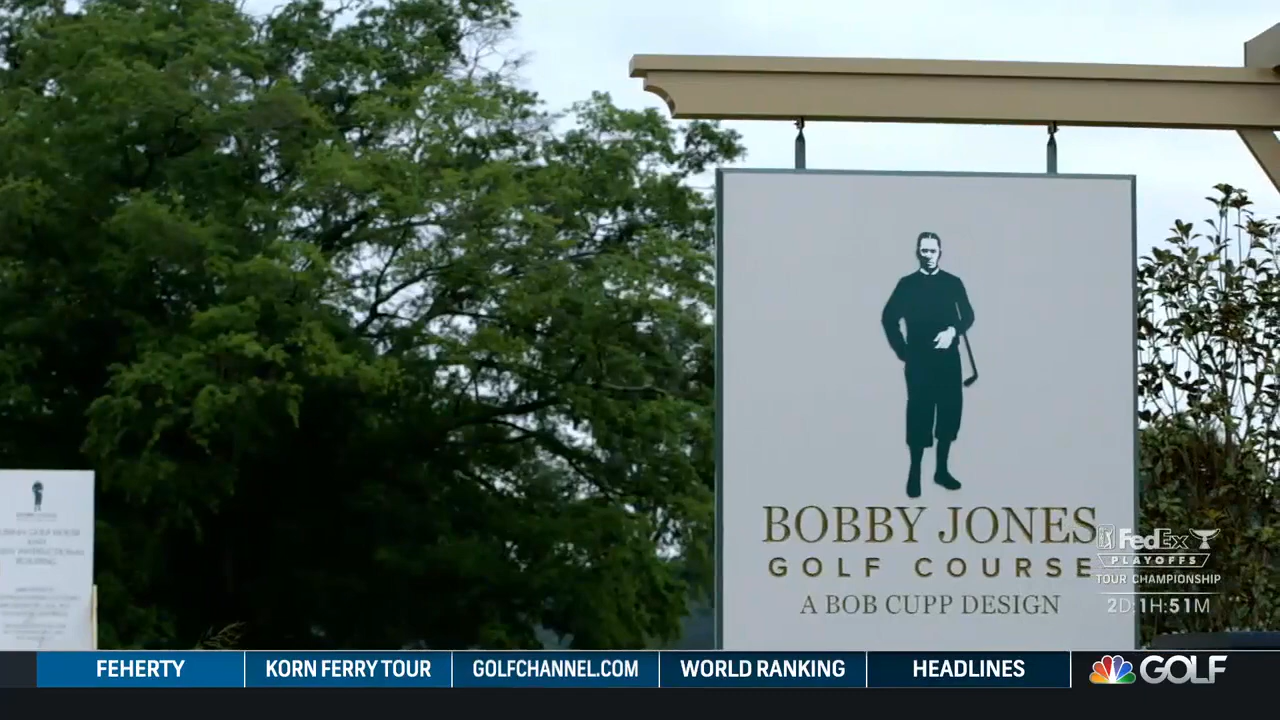 BOBBY JONES
GOLF COURSE
A BOB CUPP DESIGN
FedEx
PLAYOFFS
TOUR CHAMPIONSHIP
2D:1H:51M
FEHERTY
KORN FERRY TOUR
GOLFCHANNEL.COM
WORLD RANKING
HEADLINES
GOLF